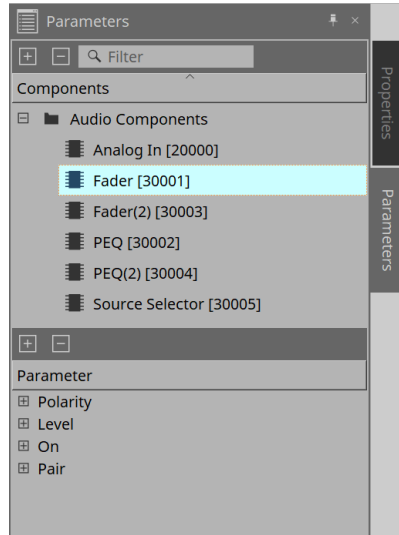 Parameters
Filter
Components
Audio Components
Analog In [20000]
Fader [30001]
Fader(2) [30003]
PEQ [30002]
PEQ(2) [30004]
Source Selector [30005]
Parameter
Polarity
Level
On
Pair
Properties
Parameters